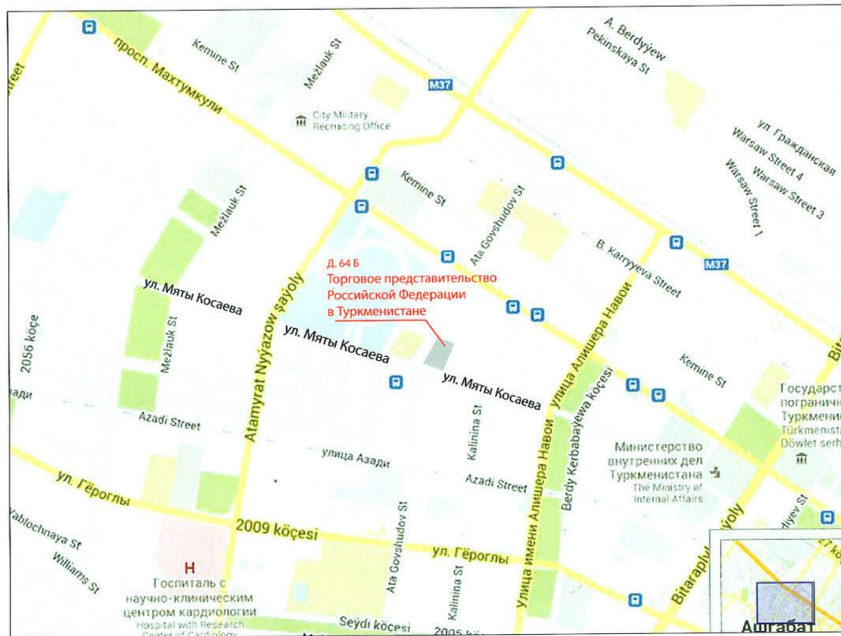 просп. Махтумкули
Kemine St
Mežlauk St
A. Berdyýew
Pekinskaya St
M37
City Military
Recruiting Office
ул. Гражданская
Warsaw Street 4
Warsaw Street 3
Warsaw Street 1
Kemine St
Mežlauk St
Ata Govshudov St
B. Karryyeva Street
M37
Д. 64 Б
Торговое представительство
Российской Федерации
в Туркменистане
ул. Мяты Косаева
Atamyrat Nyýazow şaýoly
ул. Мяты Косаева
ул. Мяты Косаева
улица Алишера Навои
2056 köçe
Mežlauk St
Kemine St
Azadi Street
улица Азади
Kalinina St
Azadi Street
Berdy Kerbabayewa köçesi
Министерство
внутренних дел
Туркменистана
The Ministry of
Internal Affairs
ул. Гёроглы
2009 köçesi
ул. Гёроглы
Ata Govshudov St
Kalinina St
Улица имени Алишера Навои
Yablochnaya St
Williams St
H
Госпиталь с
научно-клиническим
центром кардиологии
Hospital with Research
Center of Cardiology
Seýdi köçesi
Ашгабат